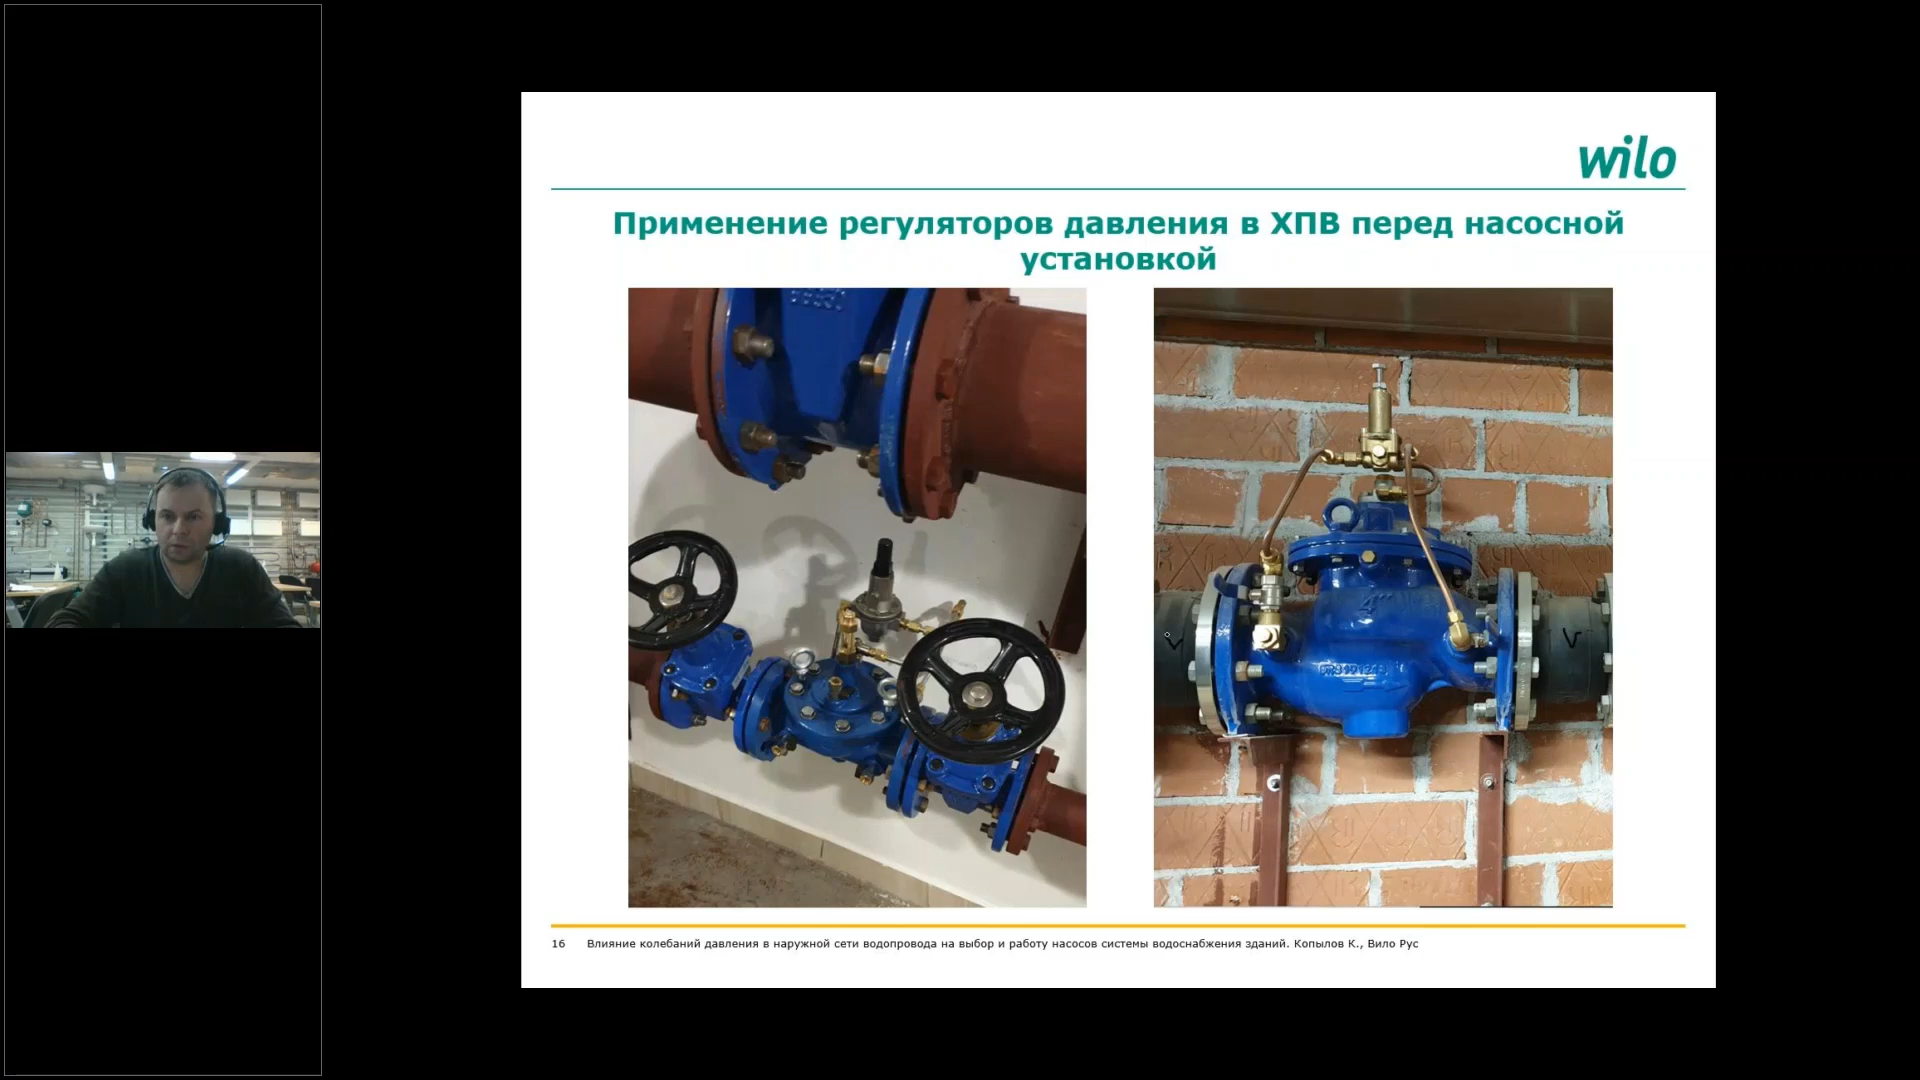 wilo
Применение регуляторов давления в ХПВ перед насосной
установкой
4"
16 Влияние колебаний давления в наружной сети водопровода на выбор и работу насосов системы водоснабжения зданий. Копылов К., Вило Рус